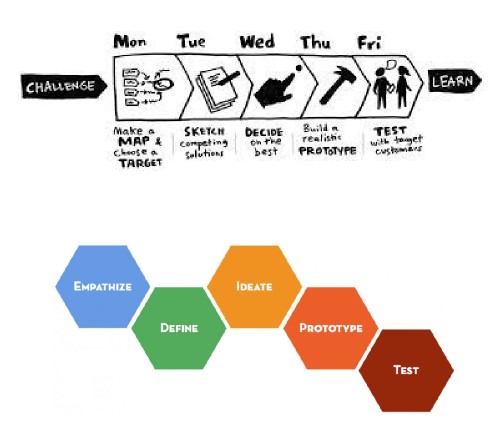 Mon Tue Wed Thu Fri
CHALLENGE
LEARN
Make a
MAP &
choose a
TARGET
SKETCH
competing
solutions
DECIDE
on the
best
Build a
realistic
PROTOTYPE
TEST
with target
customers
EMPATHIZE
DEFINE
IDEATE
PROTOTYPE
TEST